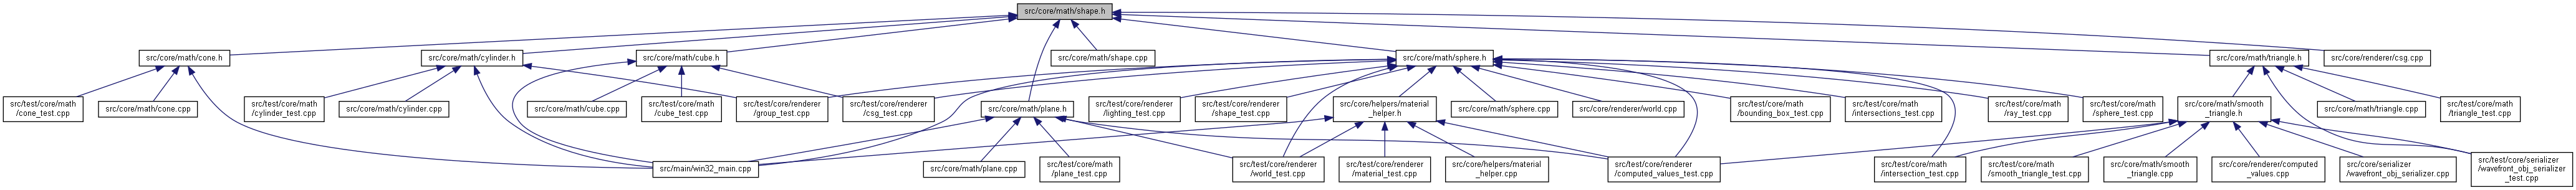 src/core/math/shape.h
src/core/math/cone.h
src/core/math/cylinder.h
src/core/math/cube.h
src/core/math/shape.cpp
src/core/math/sphere.h
src/core/math/triangle.h
src/core/renderer/csg.cpp
src/test/core/math
/cone_test.cpp
src/core/math/cone.cpp
src/test/core/math
/cylinder_test.cpp
src/core/math/cylinder.cpp
src/core/math/cube.cpp
src/test/core/math
/cube_test.cpp
src/test/core/renderer
/group_test.cpp
src/test/core/renderer
/csg_test.cpp
src/core/math/plane.h
src/test/core/renderer
/lighting_test.cpp
src/test/core/renderer
/shape_test.cpp
src/core/helpers/material
_helper.h
src/core/math/sphere.cpp
src/core/renderer/world.cpp
src/test/core/math
/bounding_box_test.cpp
src/test/core/math
/intersections_test.cpp
src/test/core/math
/ray_test.cpp
src/test/core/math
/sphere_test.cpp
src/core/math/smooth
_triangle.h
src/core/math/triangle.cpp
src/test/core/math
/triangle_test.cpp
src/main/win32_main.cpp
src/core/math/plane.cpp
src/test/core/math
/plane_test.cpp
src/test/core/renderer
/world_test.cpp
src/test/core/renderer
/material_test.cpp
src/core/helpers/material
_helper.cpp
src/test/core/renderer
/computed_values_test.cpp
src/test/core/math
/intersection_test.cpp
src/test/core/math
/smooth_triangle_test.cpp
src/core/math/smooth
_triangle.cpp
src/core/renderer/computed
_values.cpp
src/core/serializer
/wavefront_obj_serializer.cpp
src/test/core/serializer
/wavefront_obj_serializer
_test.cpp